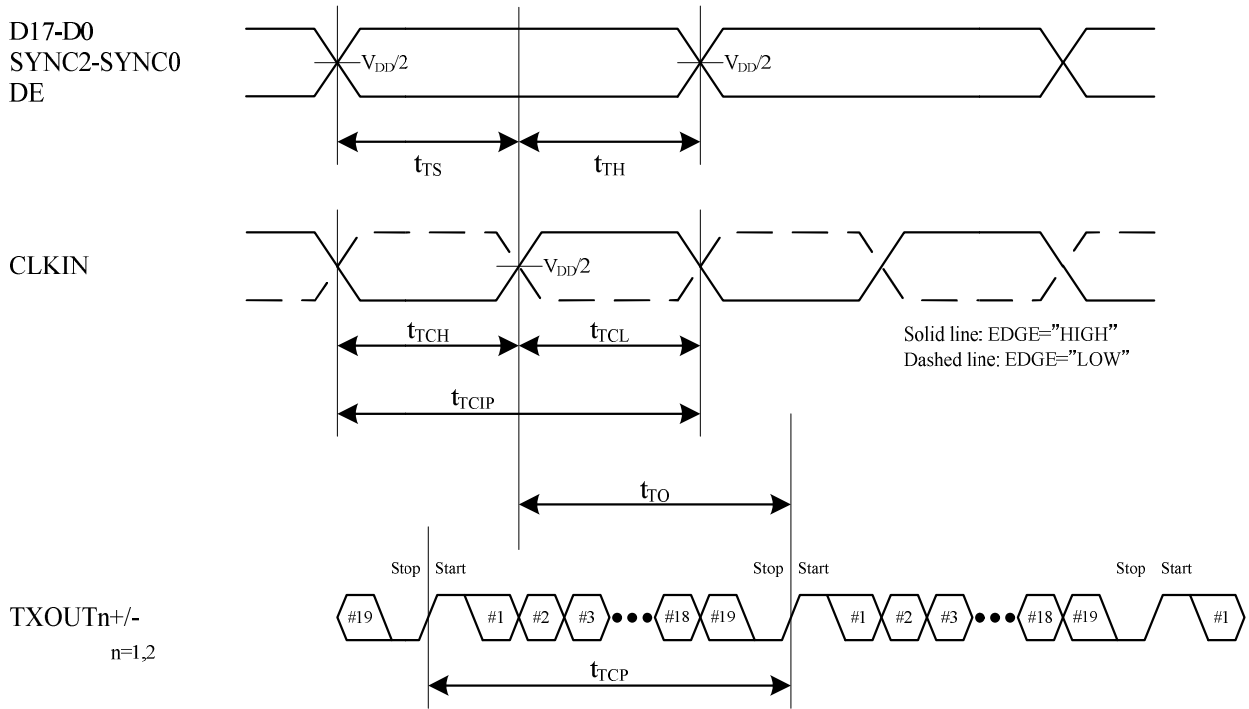 D17-D0
SYNC2-SYNC0
DE
VDD/2
VDD/2
tTS
tTH
CLKIN
VDD/2
tTCH
tTCL
Solid line: EDGE="HIGH"
Dashed line: EDGE="LOW"
tTCIP
tTO
Stop Start Stop Start Stop Start
TXOUTn+/-
n=1,2
#19 #1 #2 #3 #18 #19 #1 #2 #3 #18 #19 #1
tTCP